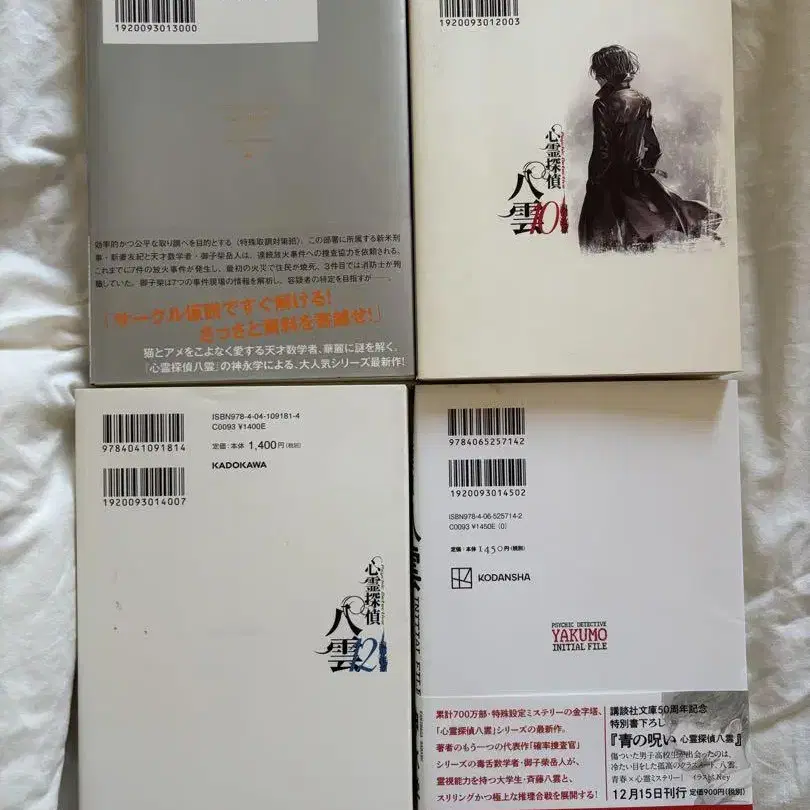 1920093013000
効率的かつ公平な取り調べを目的とする〈特殊取調対策班〉。この部署に所属する新米刑
事・新妻友紀と天才数学者・御子柴岳人は、連続放火事件への捜査協力を依頼される。
これまでに7件の放火事件が発生し、最初の火災で住民が焼死、3件目では消防士が殉
職していた。御子柴は7つの事件現場の情報を解析し、容疑者の特定を目指すが――。
「サークル仮説ですぐ解ける!
さっさと資料を寄越せ!」
猫とアメをこよなく愛する天才数学者、華麗に謎を解く。
『心霊探偵八雲』の神永学による、大人気シリーズ最新作!
1920093012003
心霊探偵
八雲
10
ISBN978-4-04-109181-4
C0093 ¥1400E
定価:本体1,400円(税別)
KADOKAWA
9784041091814
1920093014007
心霊探偵
八雲
12
9784065257142
1920093014502
ISBN978-4-06-525714-2
C0093 ¥1450E (0)
定価:本体1450円(税別)
KODANSHA
PSYCHIC DETECTIVE
YAKUMO
INITIAL FILE
INITIAL FILE
累計700万部・特殊設定ミステリーの金字塔、
「心霊探偵八雲」シリーズの最新作。
著者のもう一つの代表作「確率捜査官」
シリーズの毒舌数学者・御子柴岳人が、
霊視能力を持つ大学生・斉藤八雲と、
スリリングかつ極上な推理合戦を展開する!
講談社文庫50周年記念
特別書下ろし
『青の呪い 心霊探偵八雲』
傷ついた男子高校生が出会ったのは、
冷たい目をした孤高のクラスメート、八雲。
青春×心霊ミステリー! イラスト:Ney
12月15日刊行 定価900円(税別)